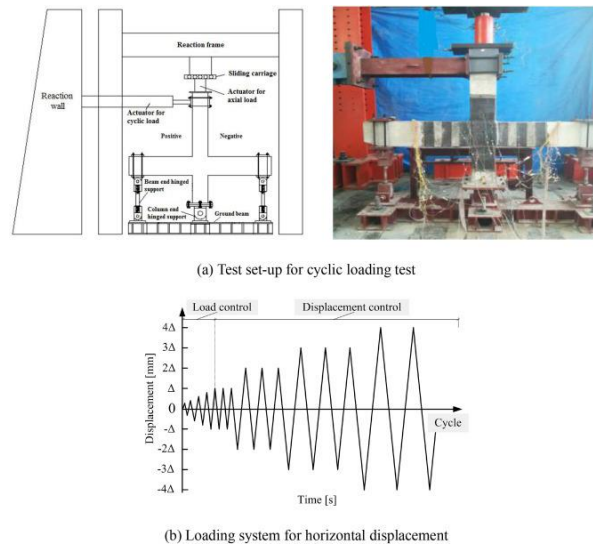 Reaction frame
Sliding carriage
Reaction
wall
Actuator for
axial load
Actuator for
cyclic load
Positive
Negative
Beam end hinged
support
Column end
hinged support
Ground beam
(a) Test set-up for cyclic loading test
Load control
Displacement control
Displacement [mm]
4Δ
3Δ
2Δ
Δ
0
-Δ
-2Δ
-3Δ
-4Δ
Cycle
Time [s]
(b) Loading system for horizontal displacement